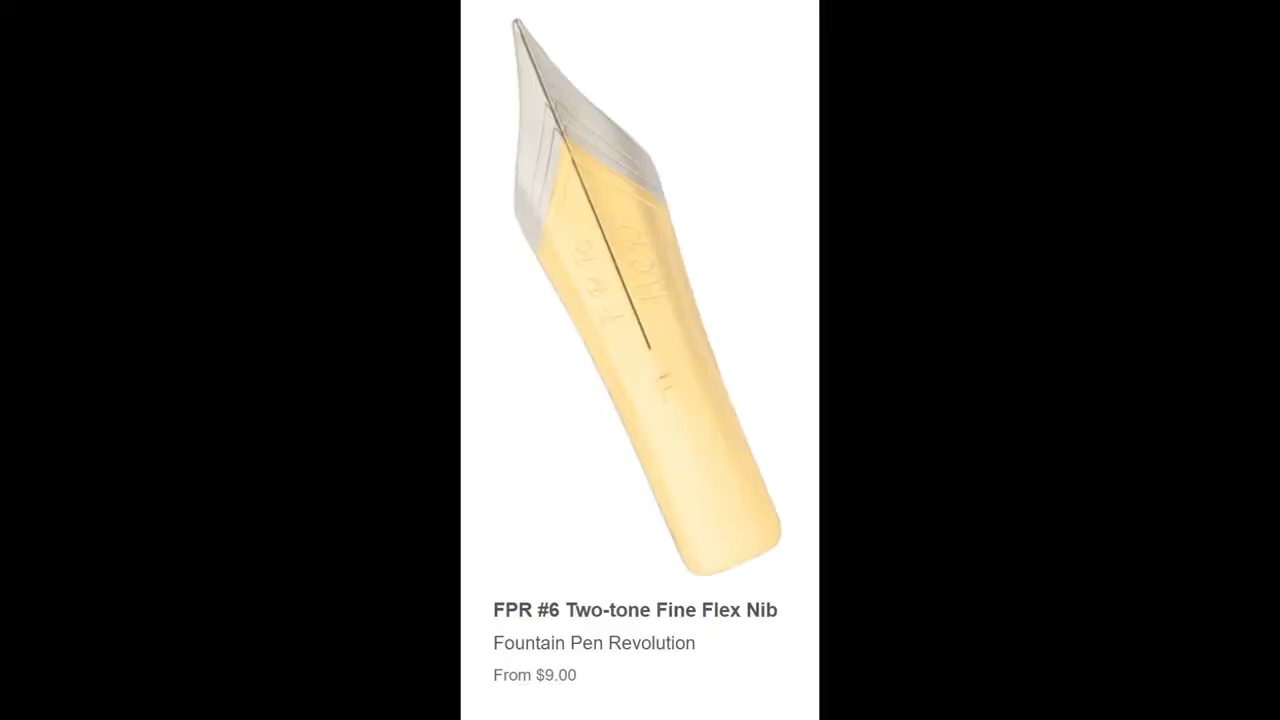 FPR #6 Two-tone Fine Flex Nib
Fountain Pen Revolution
From $9.00